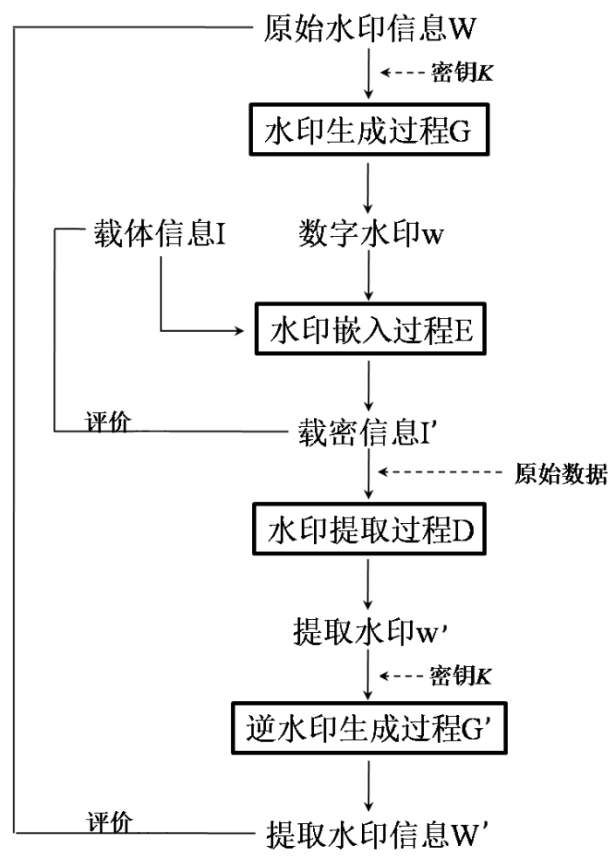 原始水印信息W
密钥K
水印生成过程G
载体信息I
数字水印w
水印嵌入过程E
评价
载密信息I'
原始数据
水印提取过程D
提取水印w'
密钥K
逆水印生成过程G'
评价
提取水印信息W'